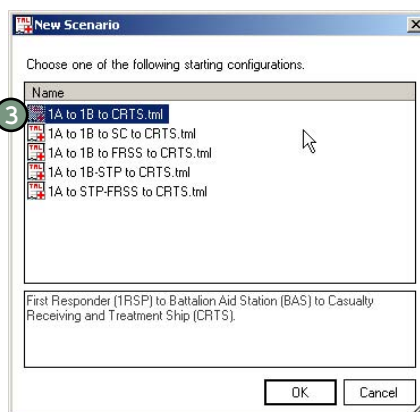 New Scenario
Choose one of the following starting configurations.
Name
3
1A to 1B to CRTS.tml
1A to 1B to SC to CRTS.tml
1A to 1B to FRSS to CRTS.tml
1A to 1B-STP to CRTS.tml
1A to STP-FRSS to CRTS.tml
First Responder (1RSP) to Battalion Aid Station (BAS) to Casualty
Receiving and Treatment Ship (CRTS).
OK Cancel